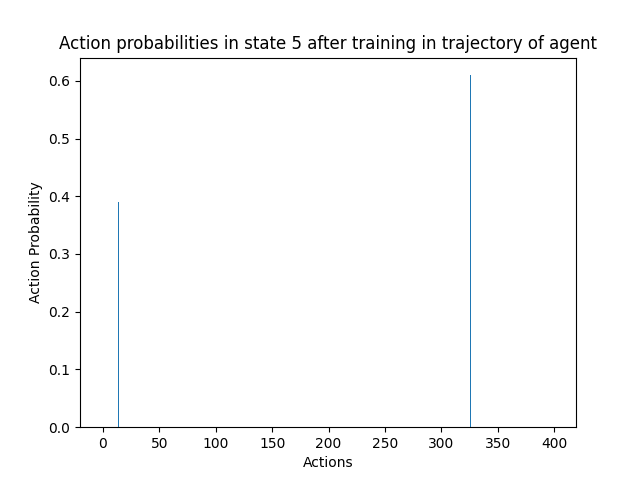 Action probabilities in state 5 after training in trajectory of agent
0.6
0.5
0.4
0.3
0.2
0.1
0.0
Action Probability
0 50 100 150 200 250 300 350 400
Actions